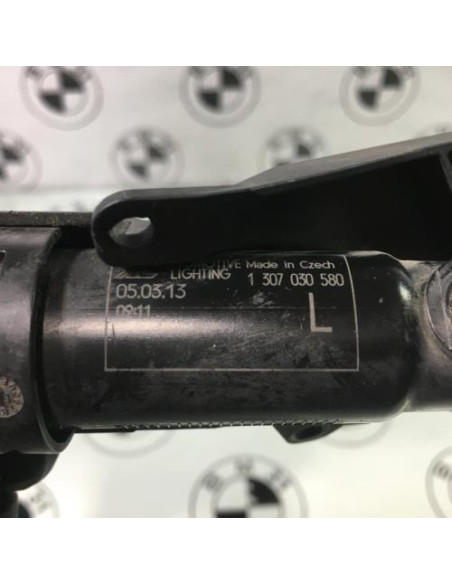 Made in Czech
LIGHTING 1 307 030 580
05.03.13
09:11
L